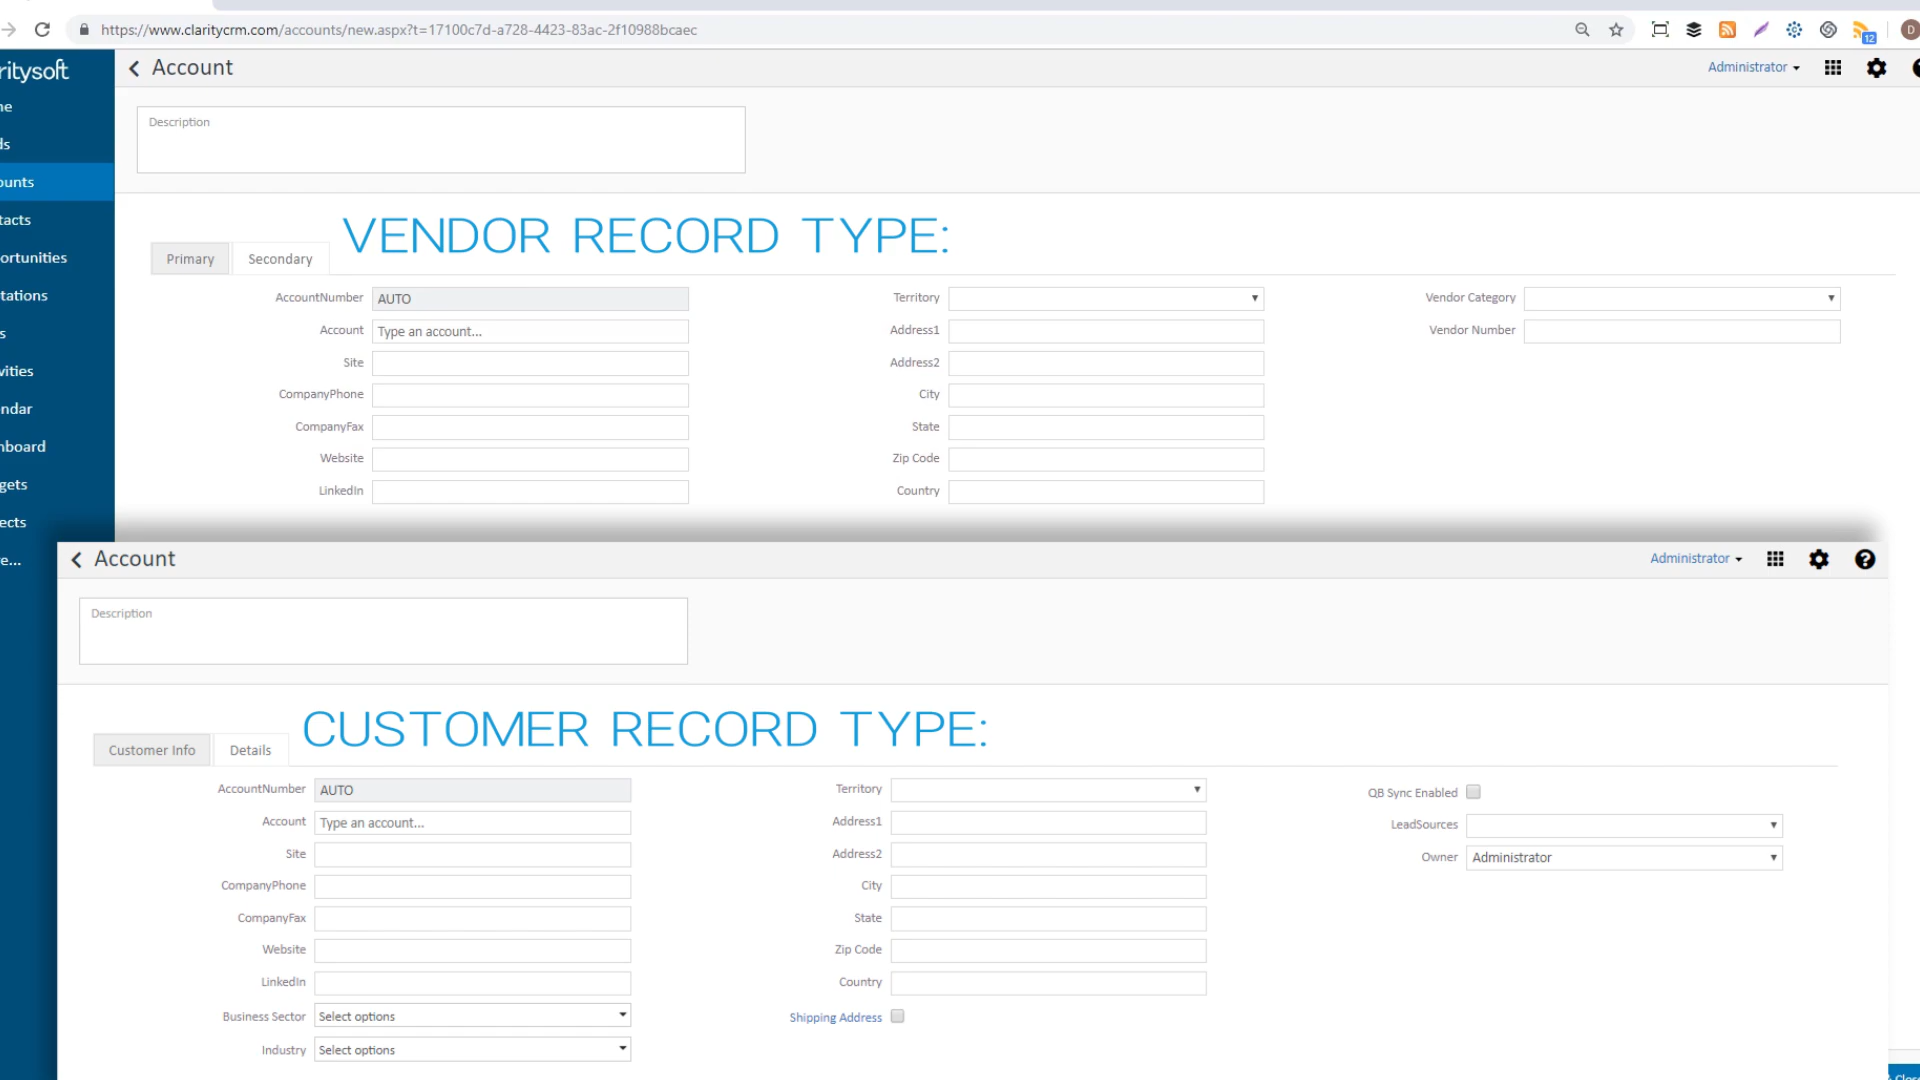 https://www.claritycrm.com/accounts/new.aspx?t=17100c7d-a728-4423-83ac-2f10988bcaec
12
D
ritysoft
Account
Administrator
ne
ds
Description
ounts
tacts
ortunities
tations
s
vities
ndar
nboard
gets
ects
e...
VENDOR RECORD TYPE:
Primary
Secondary
AccountNumber AUTO
Territory
Vendor Category
Account Type an account...
Address1
Vendor Number
Site
Address2
CompanyPhone
City
CompanyFax
State
Website
Zip Code
LinkedIn
Country
Account
Administrator
Description
CUSTOMER RECORD TYPE:
Customer Info
Details
AccountNumber AUTO
Territory
QB Sync Enabled
Account Type an account...
Address1
LeadSources
Site
Address2
Owner Administrator
CompanyPhone
City
CompanyFax
State
Website
Zip Code
LinkedIn
Country
Business Sector Select options
Shipping Address
Industry Select options